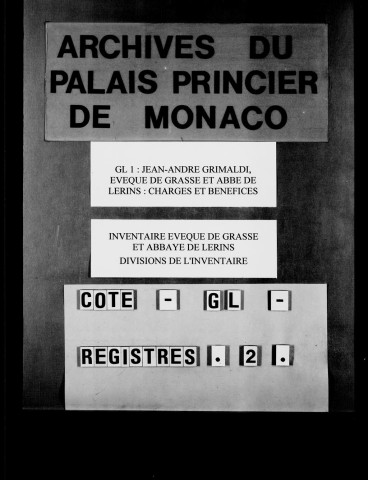 ARCHIVES DU
PALAIS PRINCIER
DE MONACO
GL 1 : JEAN-ANDRE GRIMALDI,
EVEQUE DE GRASSE ET ABBE DE
LERINS : CHARGES ET BENEFICES
INVENTAIRE EVEQUE DE GRASSE
ET ABBAYE DE LERINS
DIVISIONS DE L'INVENTAIRE
COTE - GL -
REGISTRES . 2 .